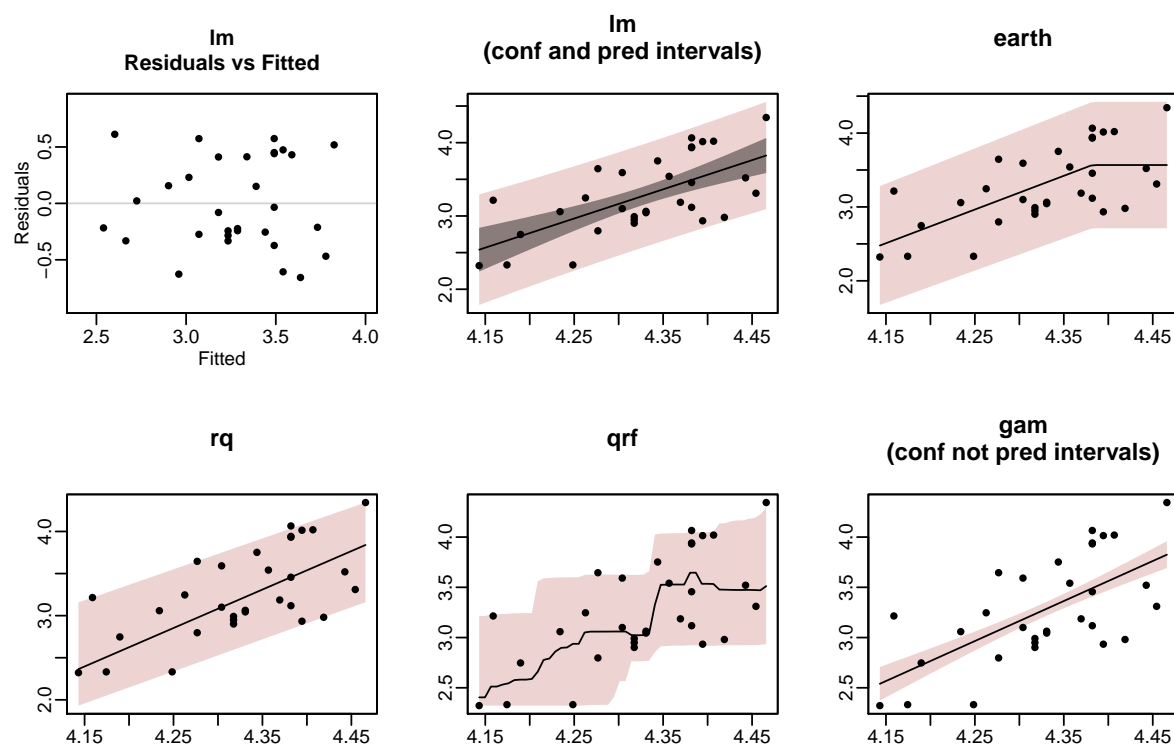 lm
Residuals vs Fitted
0.5
0.0
−0.5
Residuals
2.5 3.0 3.5 4.0
Fitted
lm
(conf and pred intervals)
4.0
3.0
2.0
4.15 4.25 4.35 4.45
earth
4.0
3.0
2.0
4.15 4.25 4.35 4.45
rq
4.0
3.0
2.0
4.15 4.25 4.35 4.45
qrf
4.0
3.5
3.0
2.5
4.15 4.25 4.35 4.45
gam
(conf not pred intervals)
4.0
3.5
3.0
2.5
4.15 4.25 4.35 4.45